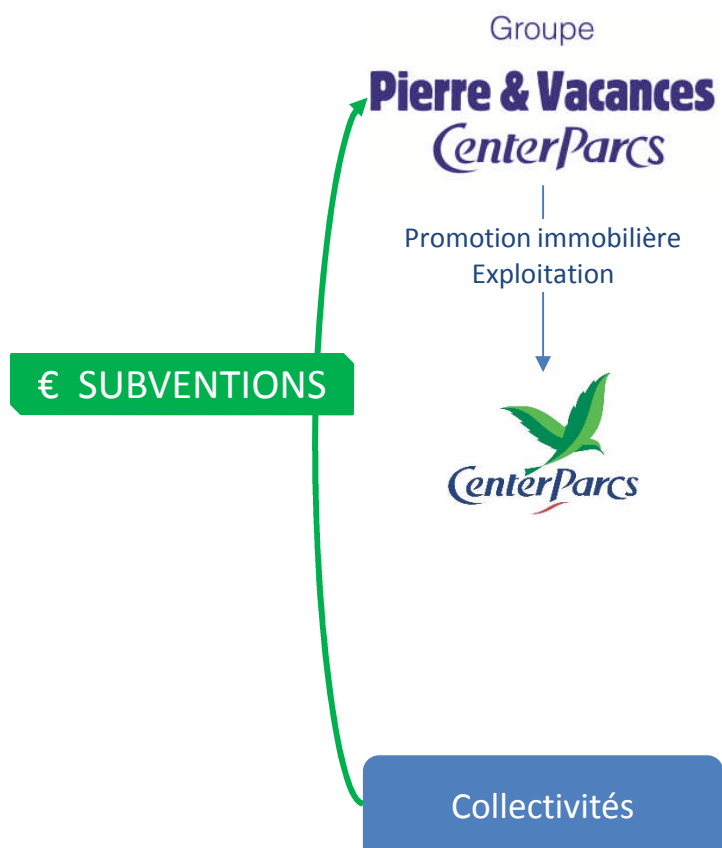 Groupe
Pierre & Vacances
CenterParcs
Promotion immobilière
Exploitation
€ SUBVENTIONS
CenterParcs
Collectivités